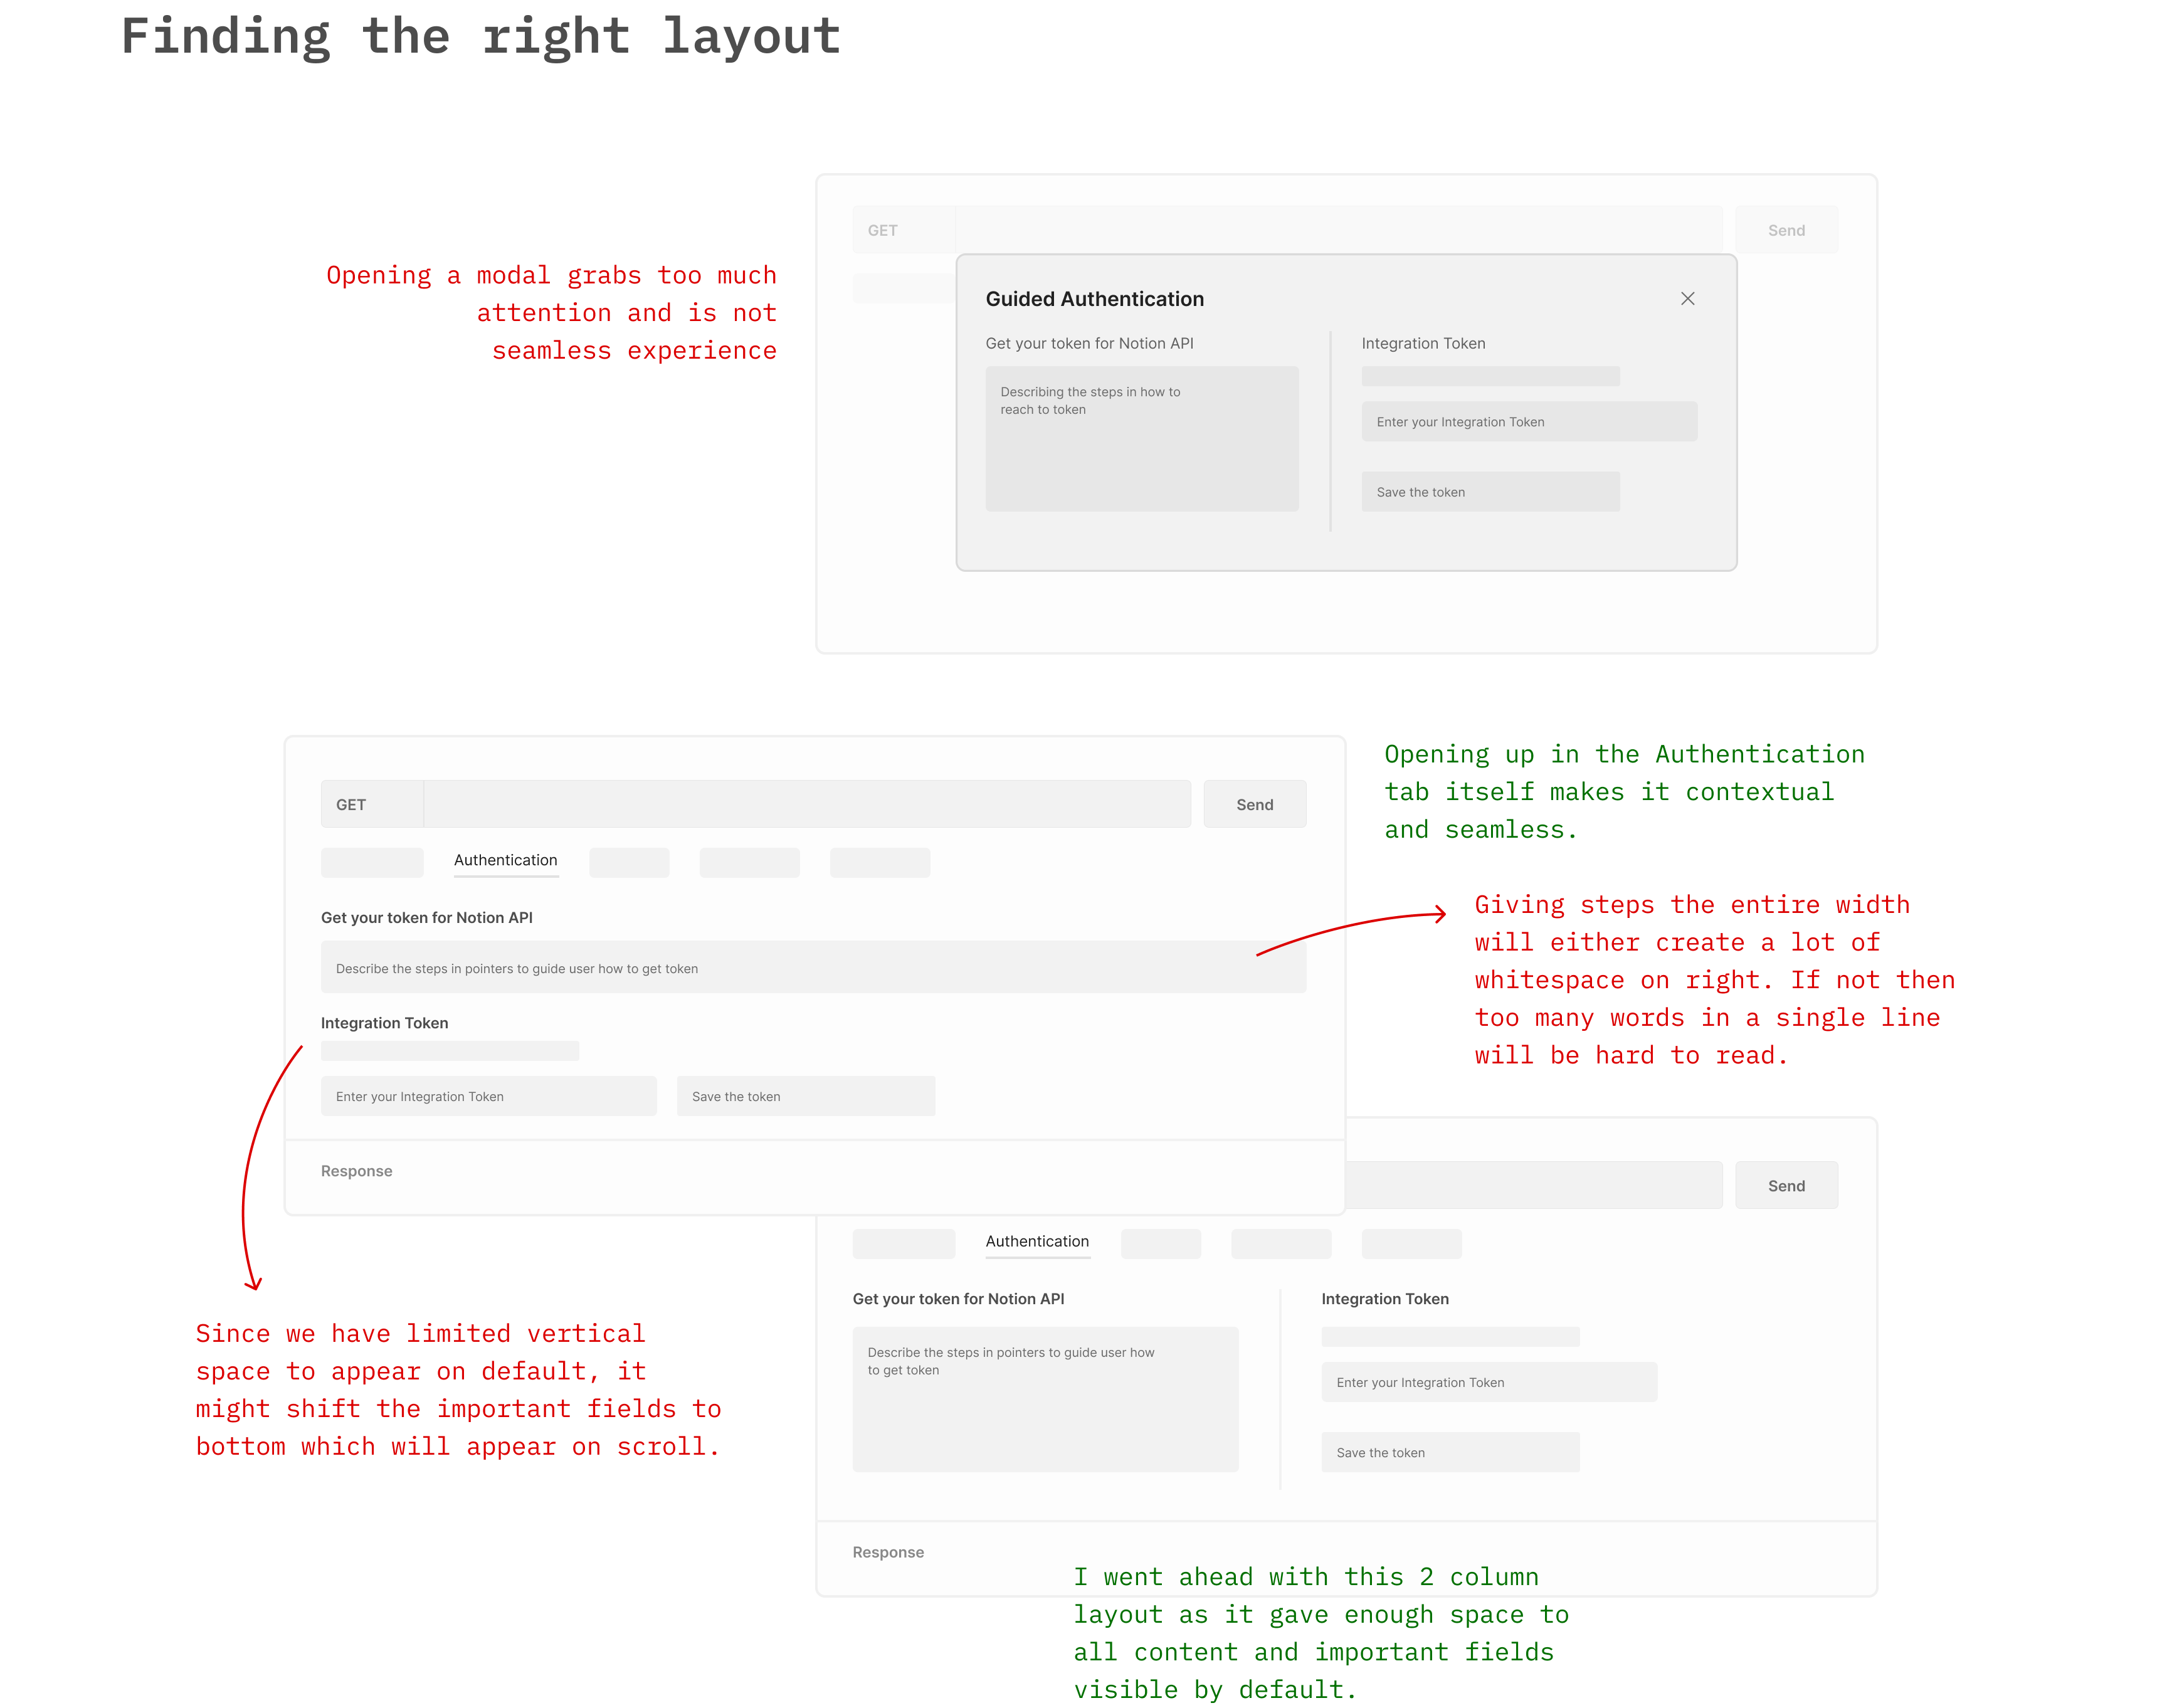 Finding the right layout
GET
Send
Opening a modal grabs too much
attention and is not
seamless experience
Guided Authentication
Get your token for Notion API
Describing the steps in how to
reach to token
Integration Token
Enter your Integration Token
Save the token
GET
Send
Authentication
Get your token for Notion API
Describe the steps in pointers to guide user how to get token
Integration Token
Enter your Integration Token
Save the token
Response
Opening up in the Authentication
tab itself makes it contextual
and seamless.
Giving steps the entire width
will either create a lot of
whitespace on right. If not then
too many words in a single line
will be hard to read.
Since we have limited vertical
space to appear on default, it
might shift the important fields to
bottom which will appear on scroll.
Send
Authentication
Get your token for Notion API
Describe the steps in pointers to guide user how
to get token
Integration Token
Enter your Integration Token
Save the token
Response
I went ahead with this 2 column
layout as it gave enough space to
all content and important fields
visible by default.